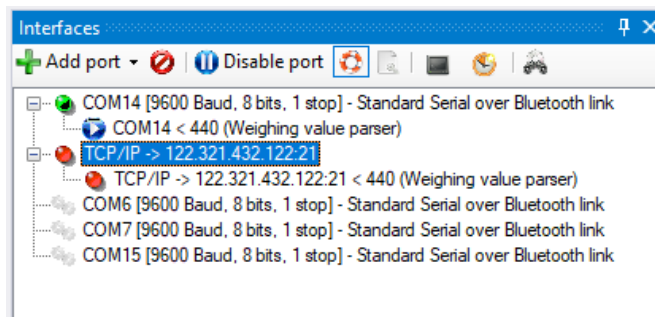 Interfaces
Add port Disable port
COM14 [9600 Baud, 8 bits, 1 stop] - Standard Serial over Bluetooth link
COM14 < 440 (Weighing value parser)
TCP/IP -> 122.321.432.122:21
TCP/IP -> 122.321.432.122:21 < 440 (Weighing value parser)
COM6 [9600 Baud, 8 bits, 1 stop] - Standard Serial over Bluetooth link
COM7 [9600 Baud, 8 bits, 1 stop] - Standard Serial over Bluetooth link
COM15 [9600 Baud, 8 bits, 1 stop] - Standard Serial over Bluetooth link